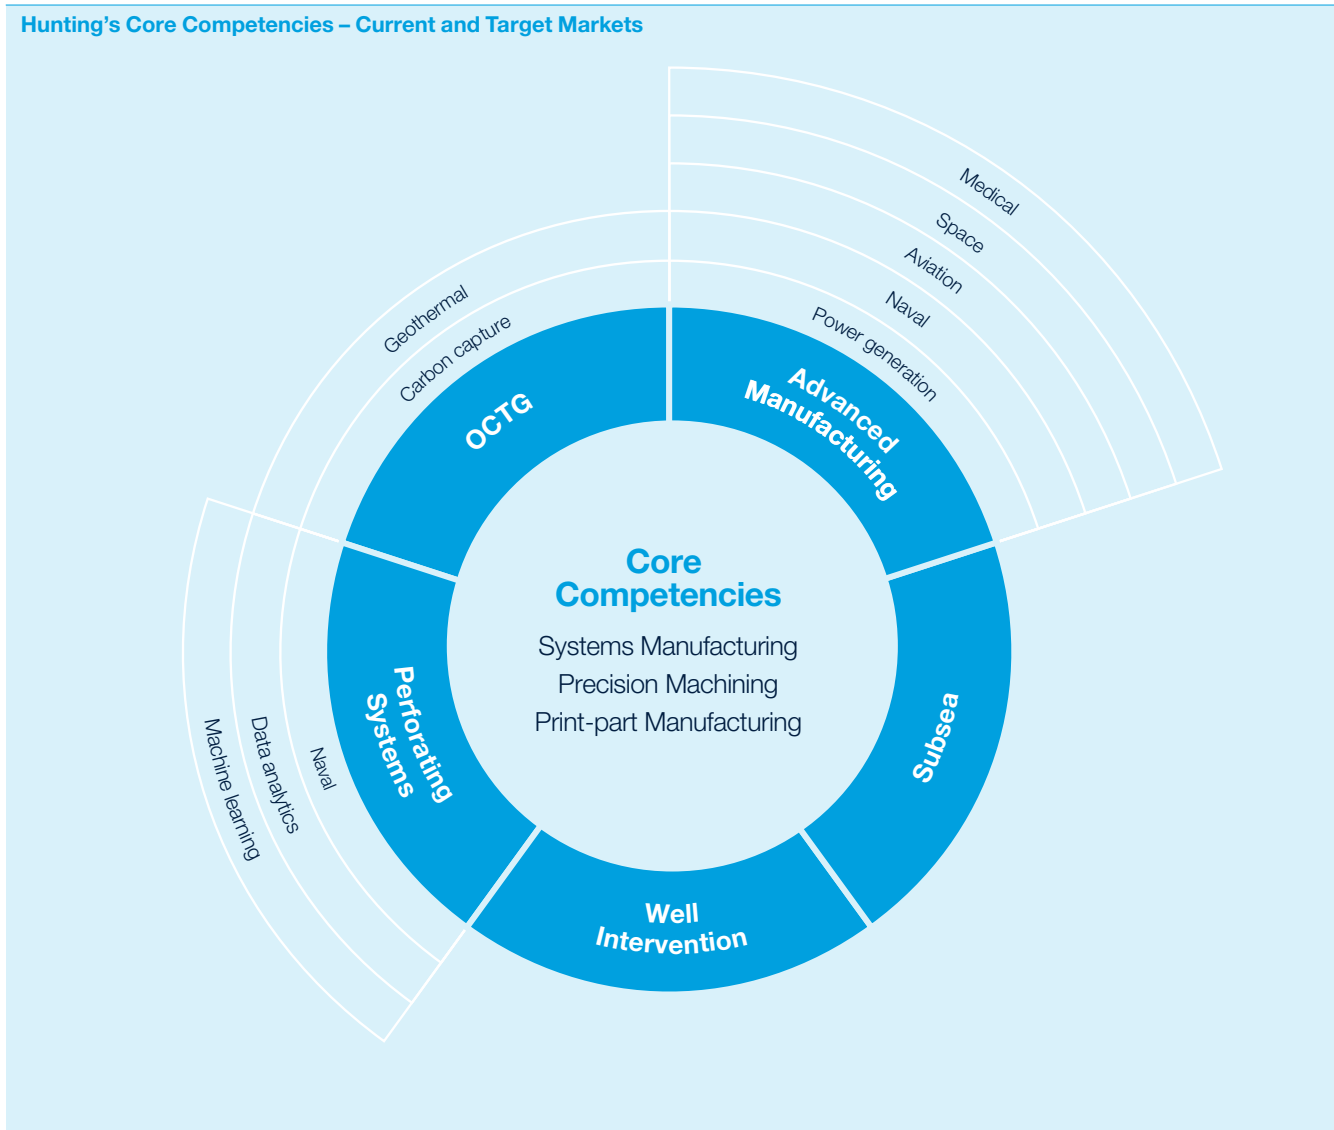 Hunting's Core Competencies – Current and Target Markets
Medical
Space
Aviation
Naval
Power generation
Advanced
Manufacturing
Geothermal
Carbon capture
OCTG
Core
Competencies
Systems Manufacturing
Precision Machining
Print-part Manufacturing
Perforating
Systems
Naval
Data analytics
Machine learning
Subsea
Well
Intervention